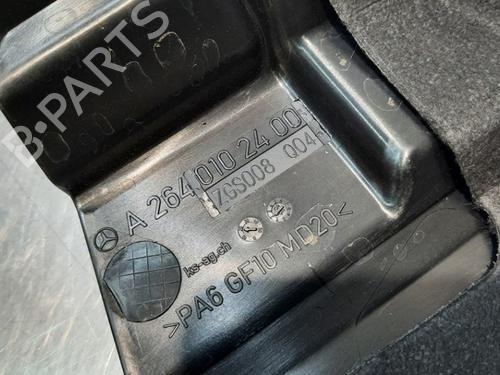 B-PARTS
A 264 010 24 00
ZGS008 004
ks-ag.ch
>PA6 GF10 MD20<